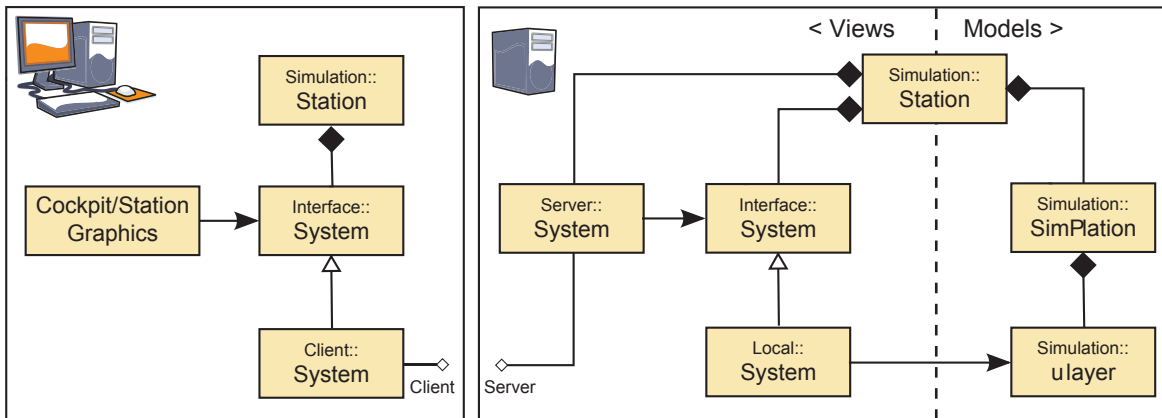 Simulation::
Station
Cockpit/Station
Graphics
Interface::
System
Client::
System
Client
< Views
Models >
Simulation::
Station
Server::
System
Interface::
System
Simulation::
SimPlation
Local::
System
Simulation::
ulayer
Server